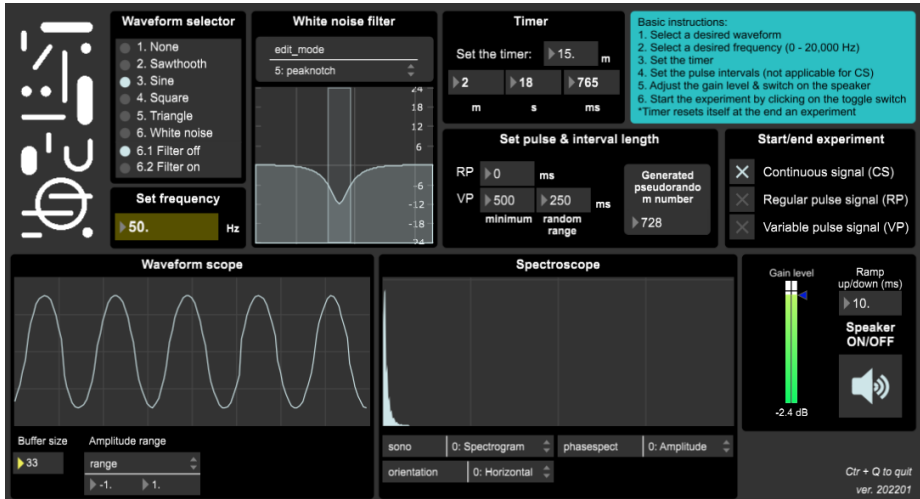 Waveform selector
1. None
2. Sawthooth
3. Sine
4. Square
5. Triangle
6. White noise
6.1 Filter off
6.2 Filter on
Set frequency
50.
Hz
White noise filter
edit_mode
5: peaknotch
24
18
12
6
-6
-12
-18
24
Timer
Set the timer:
15.
m
2
18
765
m
s
ms
Basic instructions:
1. Select a desired waveform
2. Select a desired frequency (0 - 20,000 Hz)
3. Set the timer
4. Set the pulse intervals (not applicable for CS)
5. Adjust the gain level & switch on the speaker
6. Start the experiment by clicking on the toggle switch
*Timer resets itself at the end an experiment
Set pulse & interval length
RP
0
ms
VP
500
250
ms
minimum
random
range
Generated
pseudorando
m number
728
Start/end experiment
Continuous signal (CS)
Regular pulse signal (RP)
Variable pulse signal (VP)
Waveform scope
Buffer size
33
Amplitude range
range
-1.
1.
Spectroscope
sono
0: Spectrogram
phasespect
0: Amplitude
orientation
0: Horizontal
Gain level
-2.4 dB
Ramp
up/down (ms)
10.
Speaker
ON/OFF
Ctr + Q to quit
ver. 202201